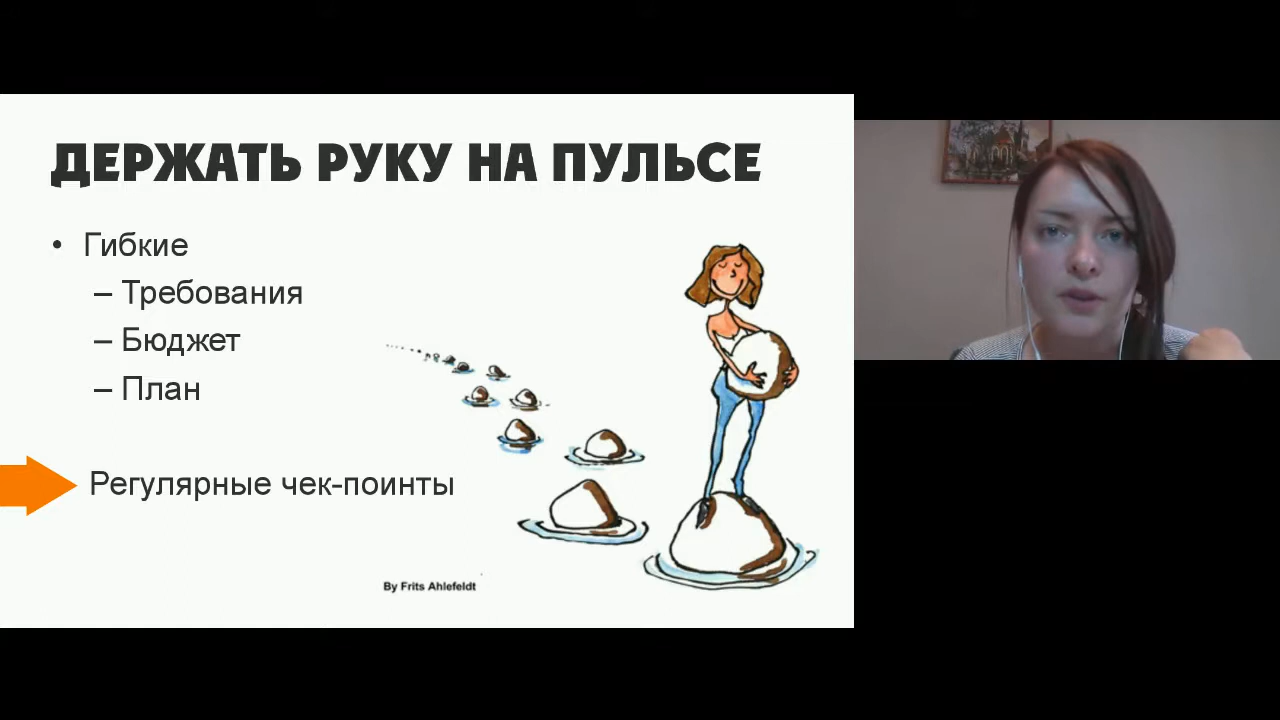 ДЕРЖАТЬ РУКУ НА ПУЛЬСЕ
• Гибкие
– Требования
– Бюджет
– План
Регулярные чек-поинты
By Frits Ahlefeldt